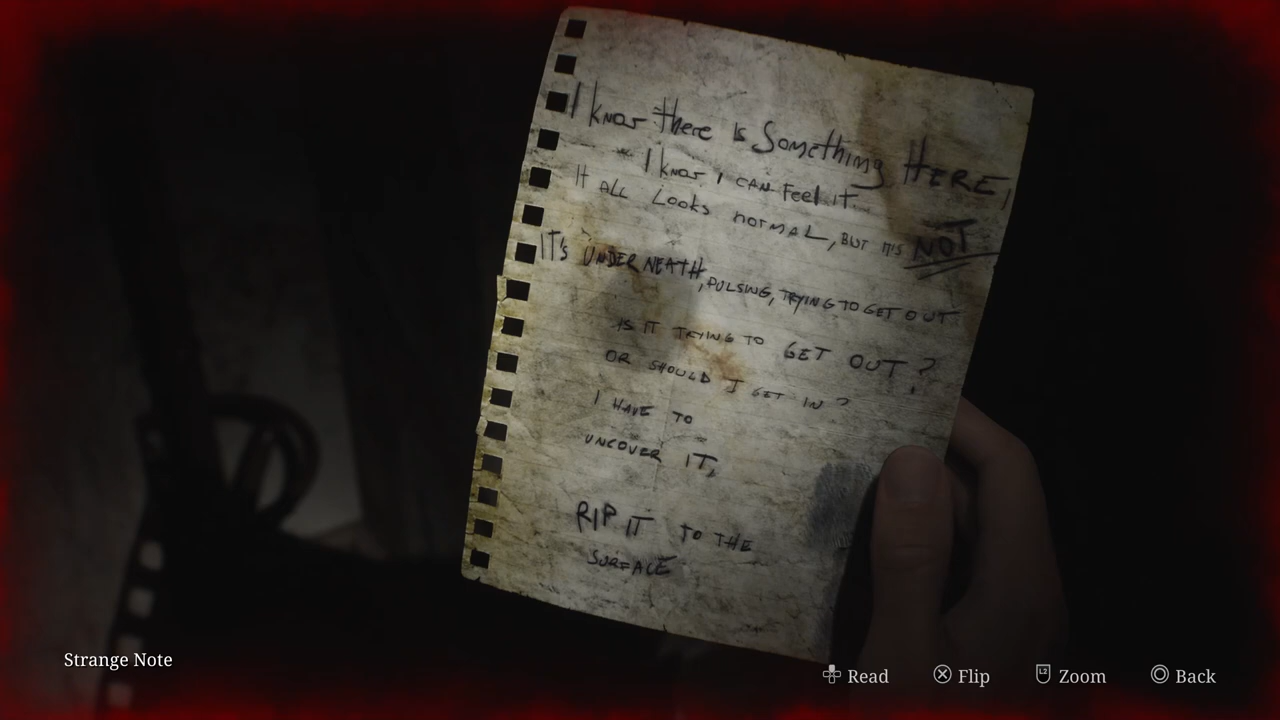 I know there is Something HERE,
I know I CAN Feel IT.
It ALL Looks normAL, BUT it's NOT
IT'S UNDERNEATH, PULSING, TRYING TO GET OUT
IS IT TRYING TO GET OUT?
OR SHOULD I GET IN?
I HAVE TO
UNCOVER IT,
RIP IT TO THE
SURFACE
Strange Note
Read
Flip
L2 Zoom
Back